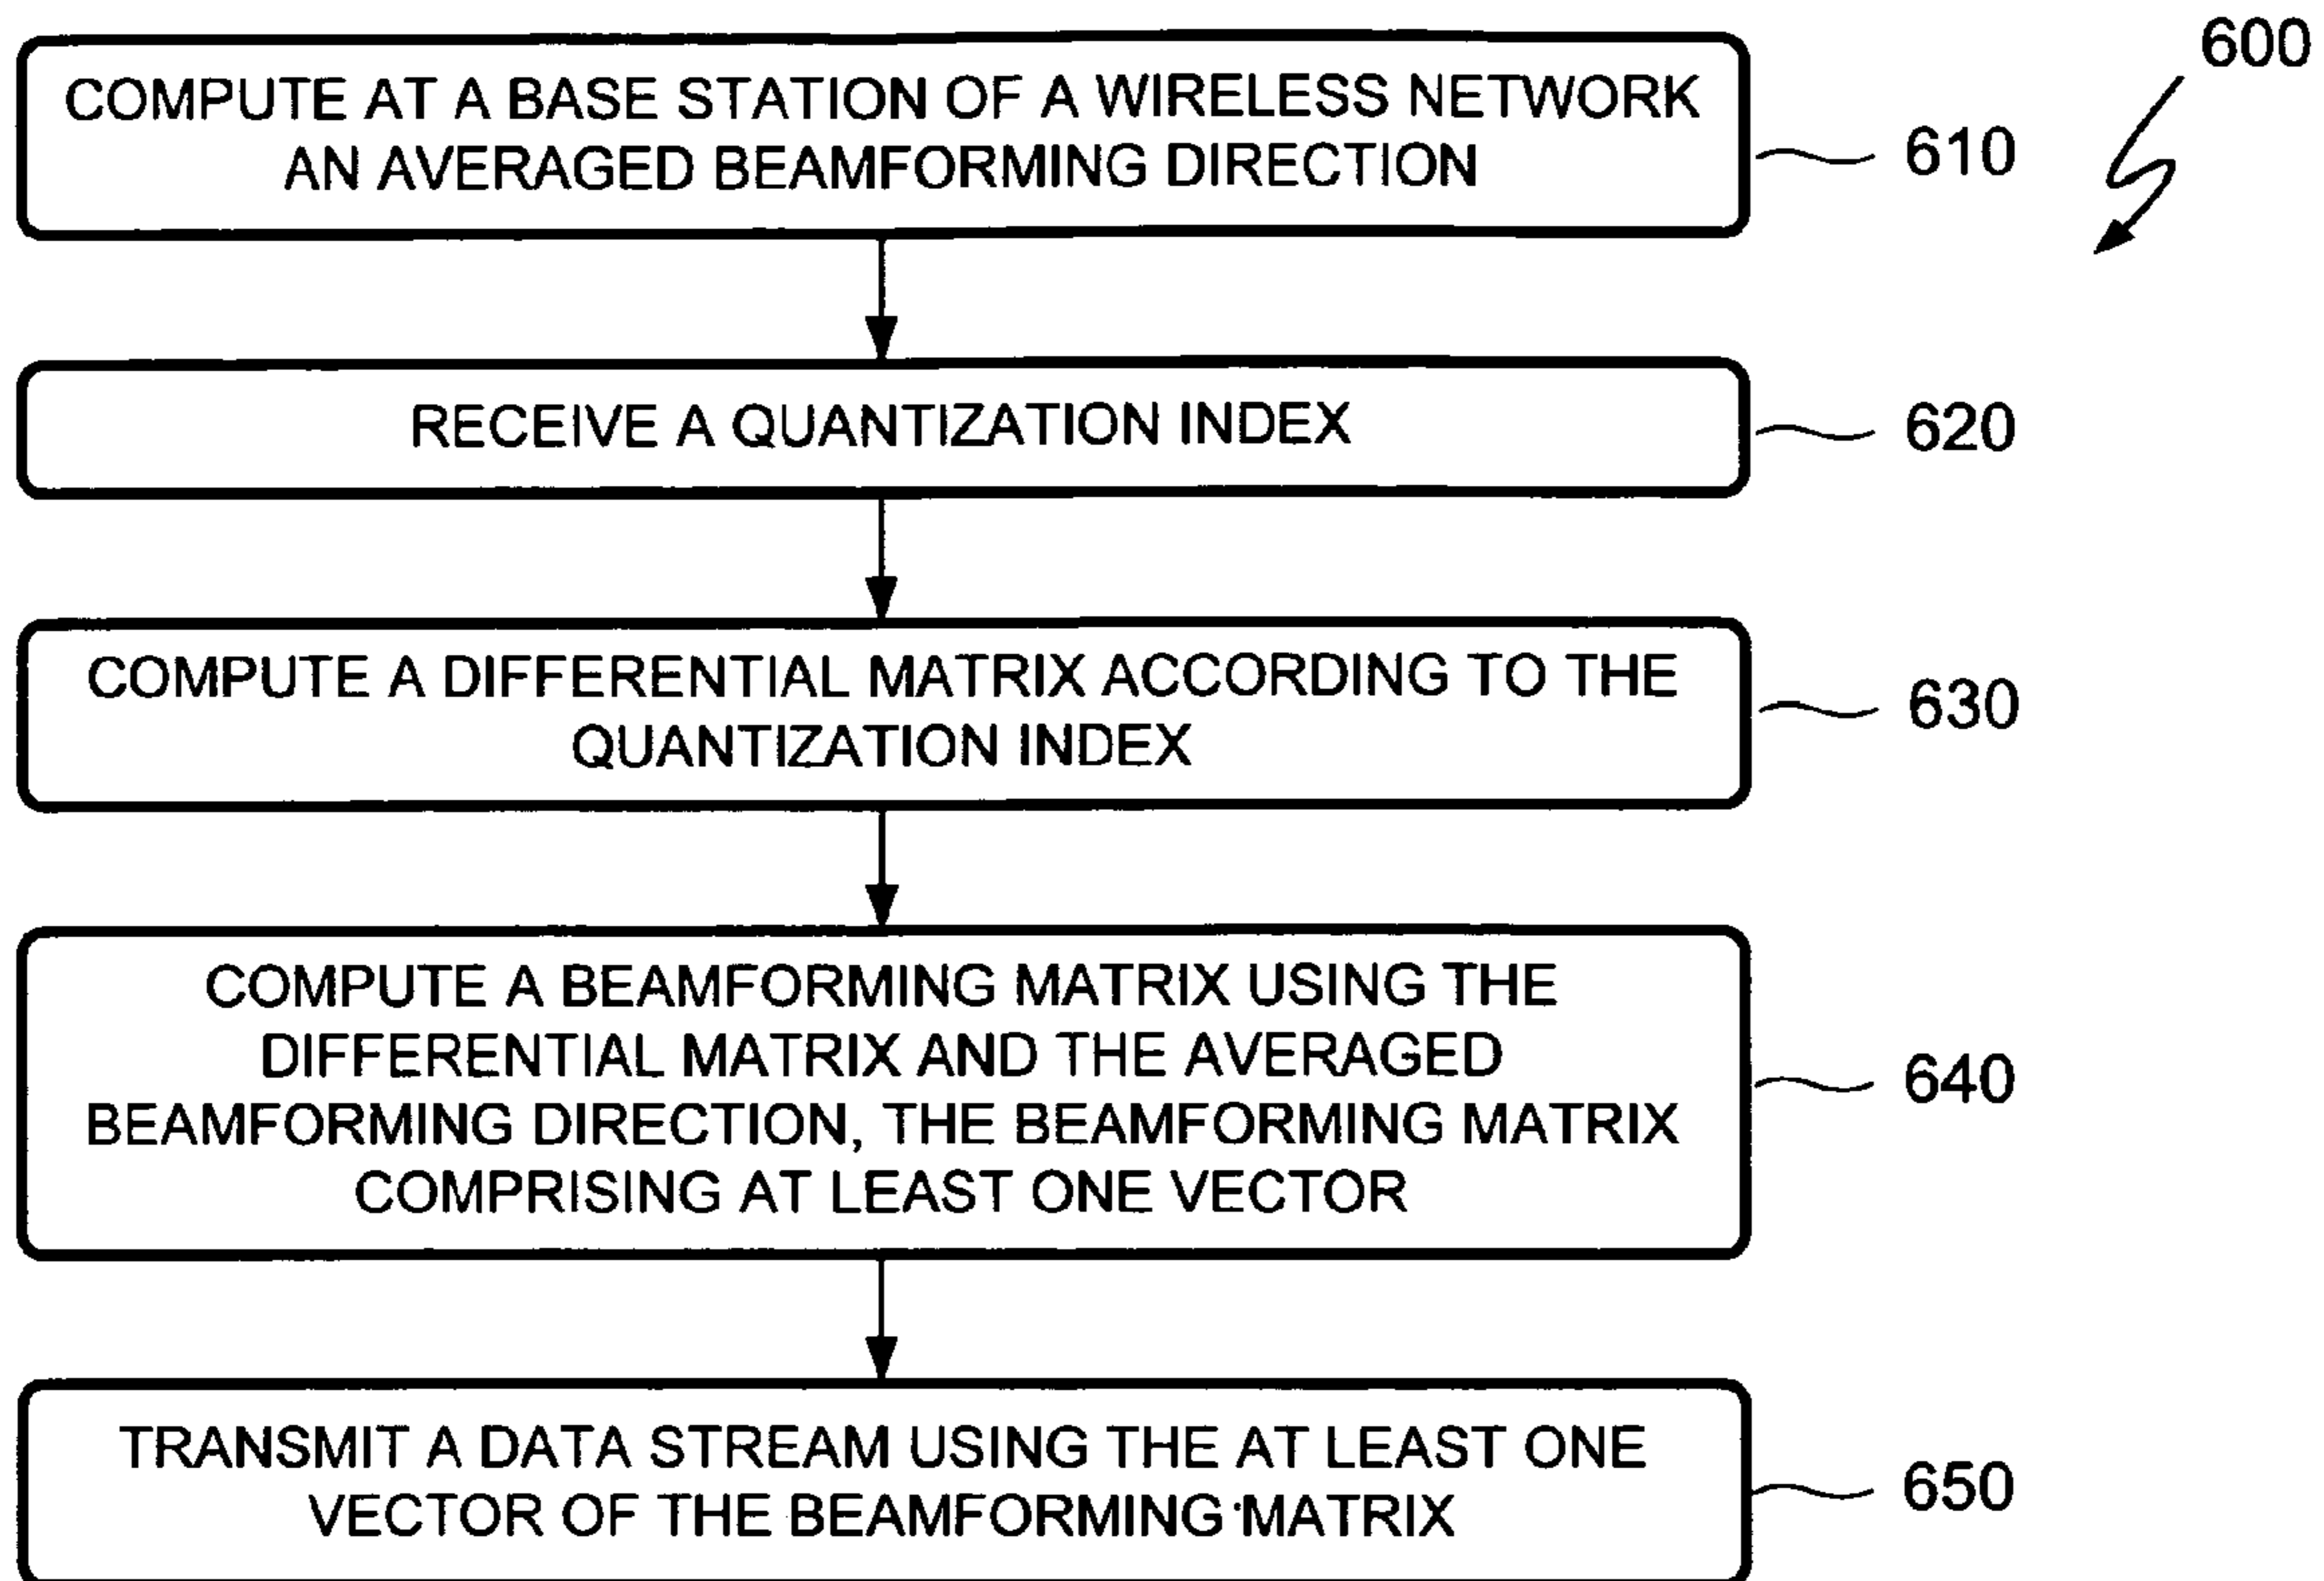 600
COMPUTE AT A BASE STATION OF A WIRELESS NETWORK
AN AVERAGED BEAMFORMING DIRECTION
610
RECEIVE A QUANTIZATION INDEX
620
COMPUTE A DIFFERENTIAL MATRIX ACCORDING TO THE
QUANTIZATION INDEX
630
COMPUTE A BEAMFORMING MATRIX USING THE
DIFFERENTIAL MATRIX AND THE AVERAGED
BEAMFORMING DIRECTION, THE BEAMFORMING MATRIX
COMPRISING AT LEAST ONE VECTOR
640
TRANSMIT A DATA STREAM USING THE AT LEAST ONE
VECTOR OF THE BEAMFORMING MATRIX
650